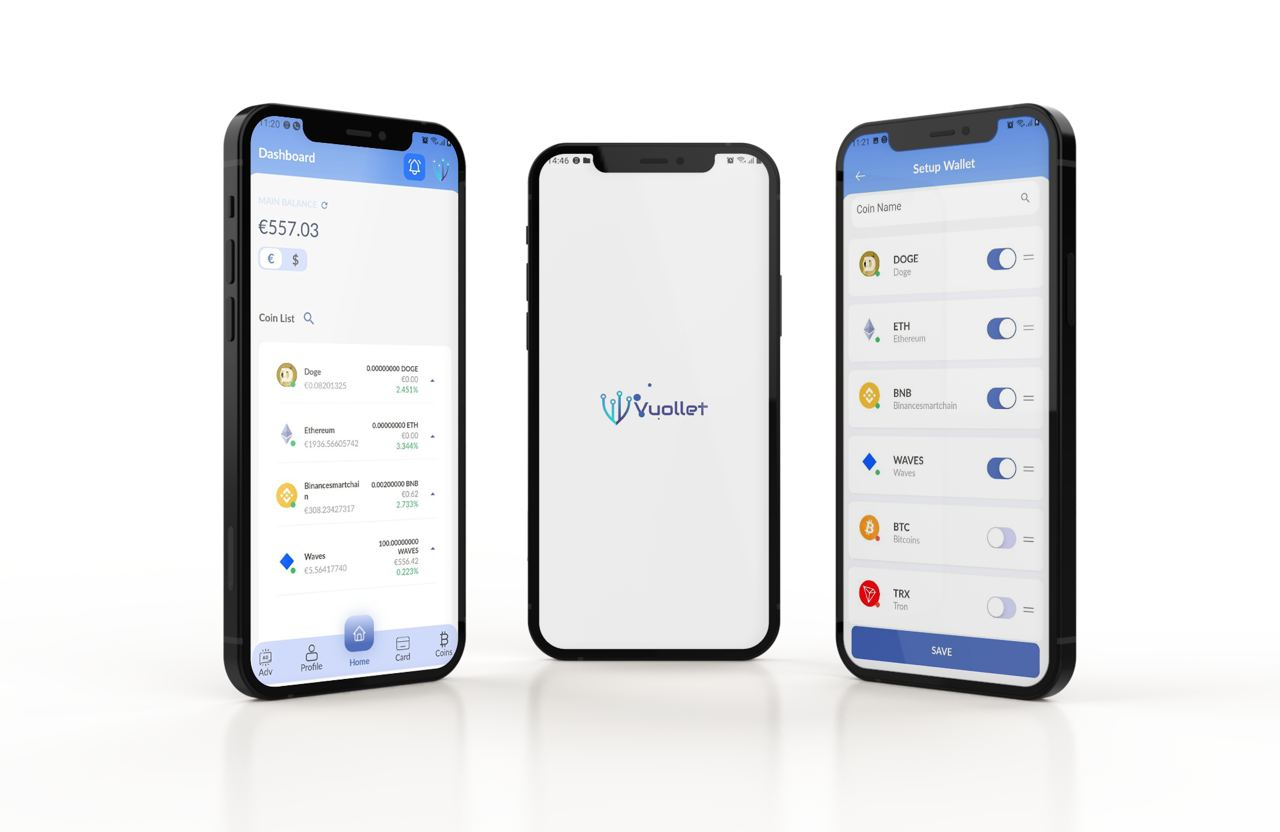 11:20
Dashboard
MAIN BALANCE
€557.03
€ $
Coin List
Doge
€0.08201325
0.00000000 DOGE
€0.00
2.451%
Ethereum
€1936.56605742
0.00000000 ETH
€0.00
3.344%
Binancesmartchai
n
€308.23427317
0.00200000 BNB
€0.62
2.733%
Waves
€5.56417740
100.00000000
WAVES
€556.42
0.223%
Adv
Profile
Home
Card
Coins
14:46
Vuollet
11:21
Setup Wallet
Coin Name
DOGE
Doge
ETH
Ethereum
BNB
Binancesmartchain
WAVES
Waves
BTC
Bitcoins
TRX
Tron
SAVE